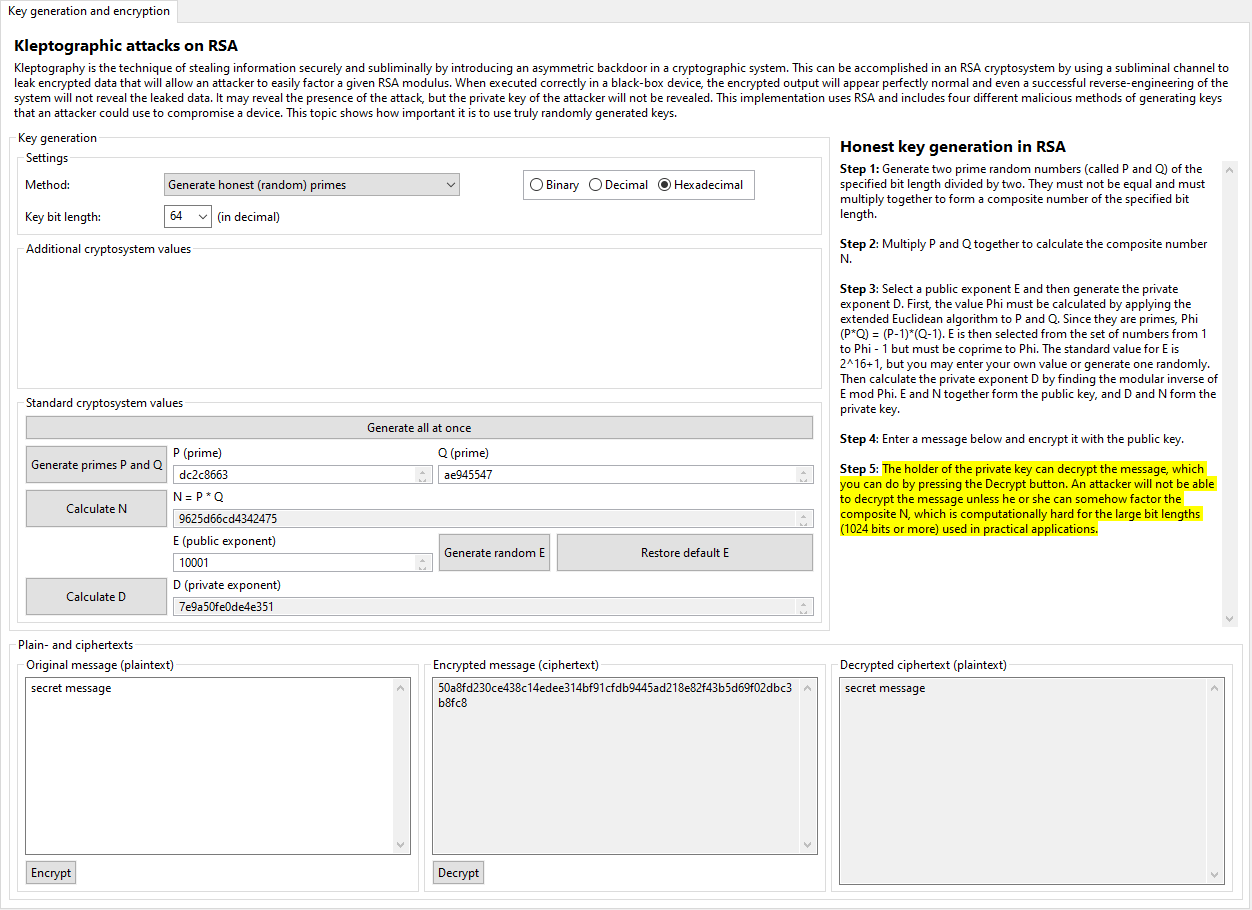 Key generation and encryption
Kleptographic attacks on RSA
Kleptography is the technique of stealing information securely and subliminally by introducing an asymmetric backdoor in a cryptographic system. This can be accomplished in an RSA cryptosystem by using a subliminal channel to
leak encrypted data that will allow an attacker to easily factor a given RSA modulus. When executed correctly in a black-box device, the encrypted output will appear perfectly normal and even a successful reverse-engineering of the
system will not reveal the leaked data. It may reveal the presence of the attack, but the private key of the attacker will not be revealed. This implementation uses RSA and includes four different malicious methods of generating keys
that an attacker could use to compromise a device. This topic shows how important it is to use truly randomly generated keys.
Key generation
Settings
Method:
Generate honest (random) primes
Binary
Decimal
Hexadecimal
Key bit length:
64
(in decimal)
Additional cryptosystem values
Standard cryptosystem values
Generate all at once
Generate primes P and Q
P (prime)
dc2c8663
Q (prime)
ae945547
Calculate N
N = P * Q
9625d66cd4342475
E (public exponent)
10001
Generate random E
Restore default E
Calculate D
D (private exponent)
7e9a50fe0de4e351
Honest key generation in RSA
Step 1: Generate two prime random numbers (called P and Q) of the
specified bit length divided by two. They must not be equal and must
multiply together to form a composite number of the specified bit
length.
Step 2: Multiply P and Q together to calculate the composite number
N.
Step 3: Select a public exponent E and then generate the private
exponent D. First, the value Phi must be calculated by applying the
extended Euclidean algorithm to P and Q. Since they are primes, Phi
(P*Q) = (P-1)*(Q-1). E is then selected from the set of numbers from 1
to Phi - 1 but must be coprime to Phi. The standard value for E is
2^16+1, but you may enter your own value or generate one randomly.
Then calculate the private exponent D by finding the modular inverse of
E mod Phi. E and N together form the public key, and D and N form the
private key.
Step 4: Enter a message below and encrypt it with the public key.
Step 5: The holder of the private key can decrypt the message, which
you can do by pressing the Decrypt button. An attacker will not be able
to decrypt the message unless he or she can somehow factor the
composite N, which is computationally hard for the large bit lengths
(1024 bits or more) used in practical applications.
Plain- and ciphertexts
Original message (plaintext)
secret message
Encrypt
Encrypted message (ciphertext)
50a8fd230ce438c14edee314bf91cfdb9445ad218e82f43b5d69f02dbc3
b8fc8
Decrypt
Decrypted ciphertext (plaintext)
secret message